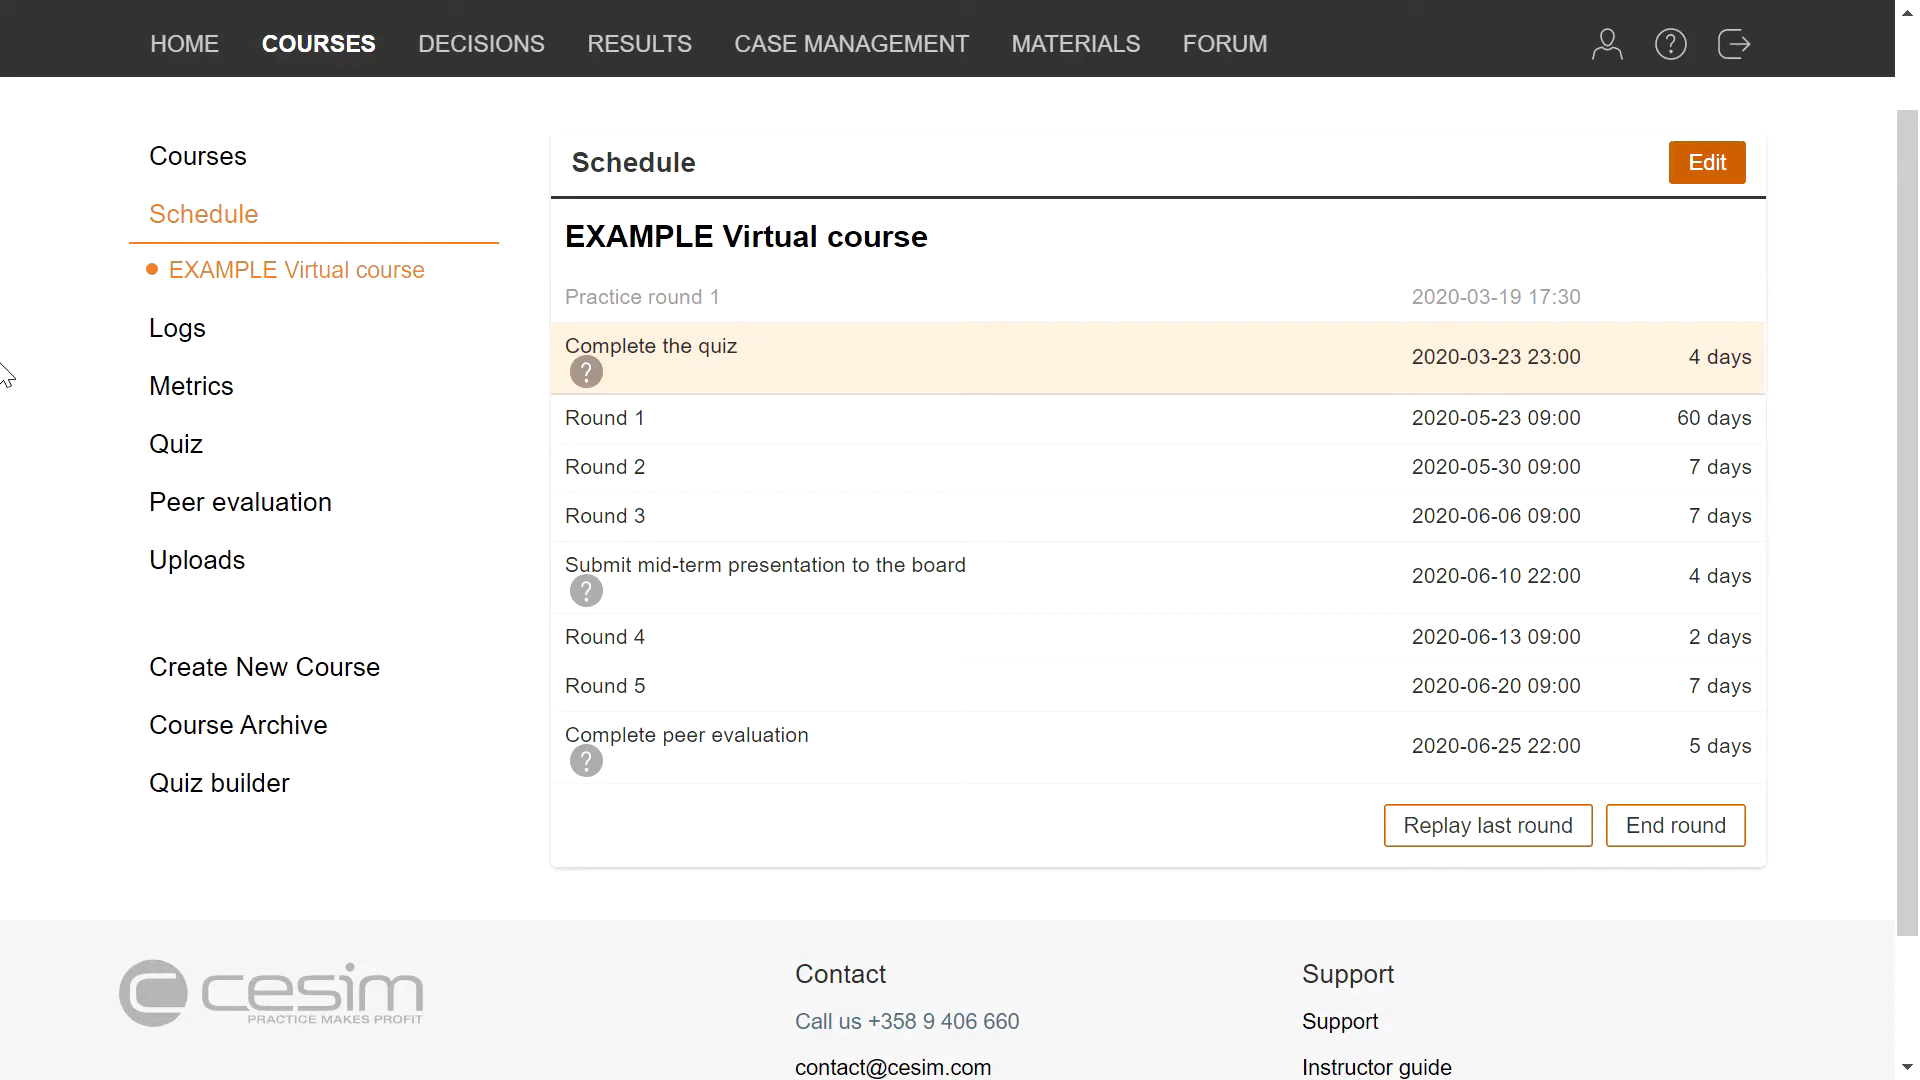 HOME COURSES DECISIONS RESULTS CASE MANAGEMENT MATERIALS FORUM ?
Courses
Schedule
EXAMPLE Virtual course
Logs
Metrics
Quiz
Peer evaluation
Uploads
Create New Course
Course Archive
Quiz builder
Schedule Edit
EXAMPLE Virtual course
Practice round 1 2020-03-19 17:30
Complete the quiz
? 2020-03-23 23:00 4 days
Round 1 2020-05-23 09:00 60 days
Round 2 2020-05-30 09:00 7 days
Round 3 2020-06-06 09:00 7 days
Submit mid-term presentation to the board
? 2020-06-10 22:00 4 days
Round 4 2020-06-13 09:00 2 days
Round 5 2020-06-20 09:00 7 days
Complete peer evaluation
? 2020-06-25 22:00 5 days
Replay last round End round
cesim
PRACTICE MAKES PROFIT
Contact
Call us +358 9 406 660
contact@cesim.com
Support
Support
Instructor guide